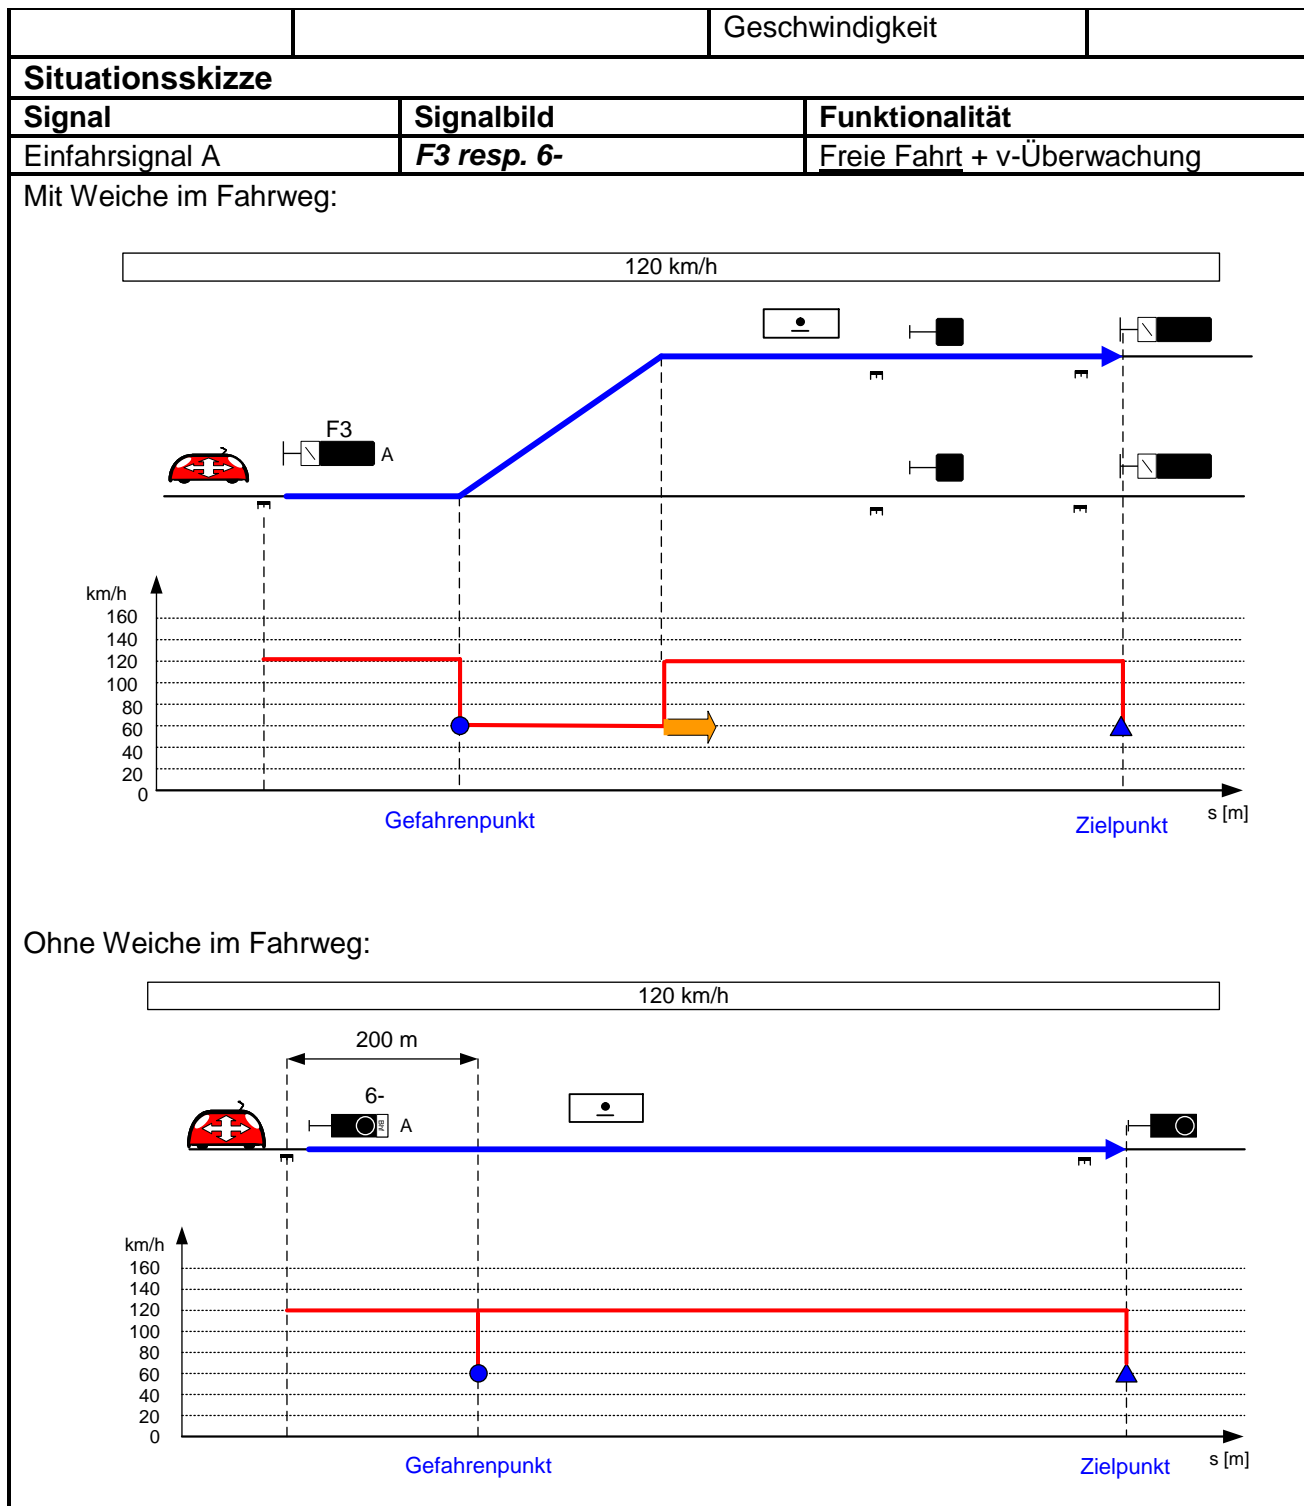 Geschwindigkeit
Situationsskizze
Signal Signalbild Funktionalität
Einfahrsignal A F3 resp. 6- Freie Fahrt + v-Überwachung
Mit Weiche im Fahrweg:
120 km/h
F3
A
km/h
160
140
120
100
80
60
40
20
0
s [m]
Gefahrenpunkt
Zielpunkt
Ohne Weiche im Fahrweg:
120 km/h
200 m
6-
A
km/h
160
140
120
100
80
60
40
20
0
s [m]
Gefahrenpunkt
Zielpunkt